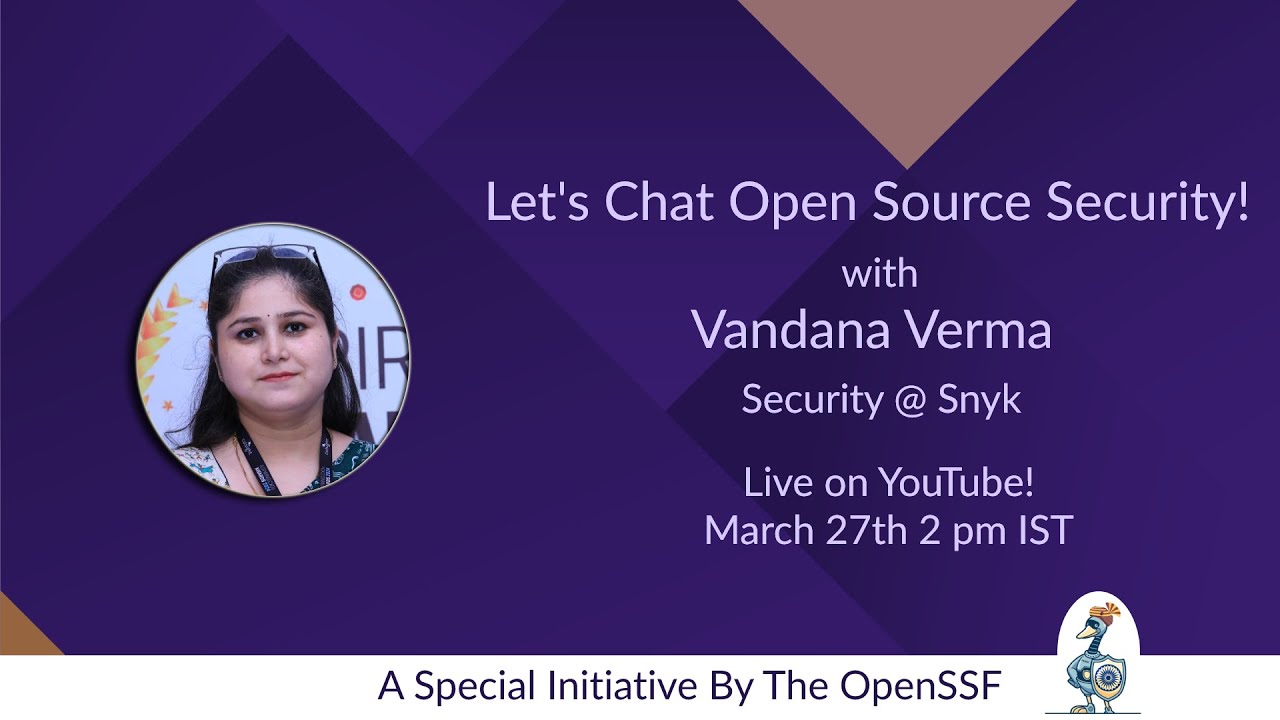 Let's Chat Open Source Security!
with
Vandana Verma
Security @ Snyk
Live on YouTube!
March 27th 2 pm IST
A Special Initiative By The OpenSSF